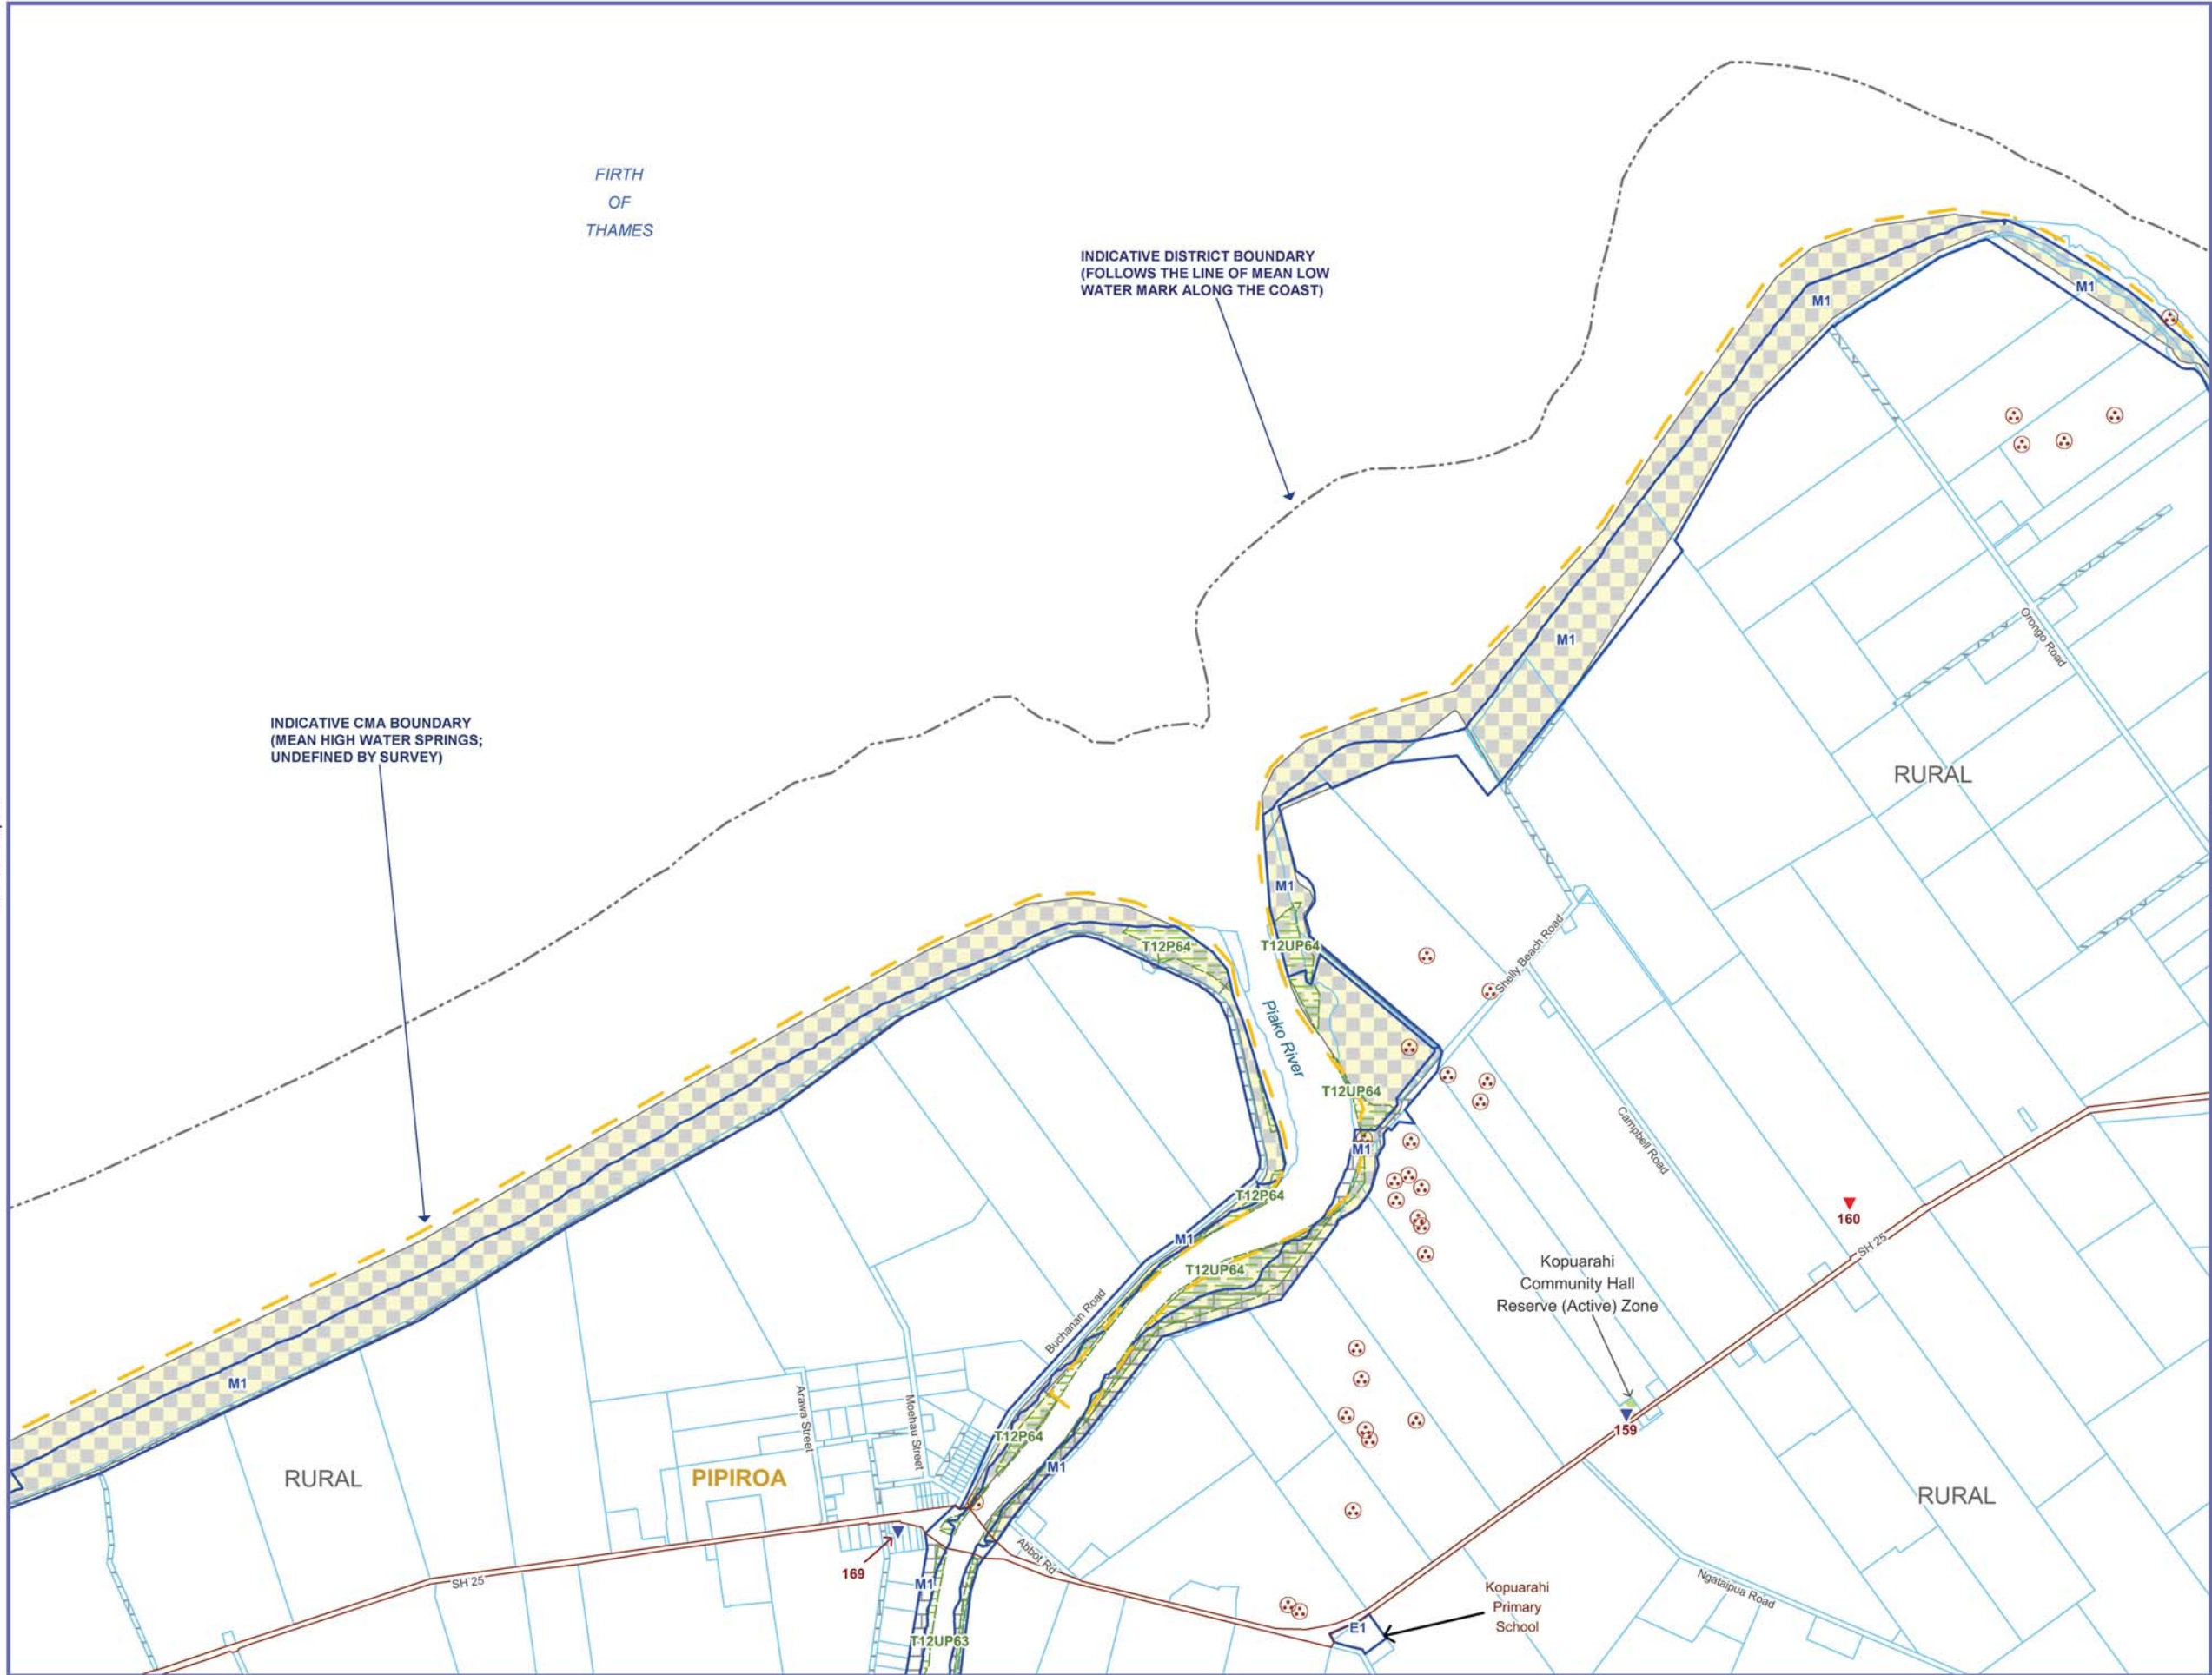 FIRTH
OF
THAMES
INDICATIVE DISTRICT BOUNDARY
(FOLLOWS THE LINE OF MEAN LOW
WATER MARK ALONG THE COAST)
M1
M1
Orongo Road
M1
INDICATIVE CMA BOUNDARY
(MEAN HIGH WATER SPRINGS;
UNDEFINED BY SURVEY)
RURAL
M1
T12P64
T12UP64
Shelly Beach Road
Piako River
T12UP64
Campbell Road
M1
T12P64
160
M1
SH 25
T12UP64
Kopuarahi
Community Hall
Reserve (Active) Zone
Buchanan Road
M1
Arawa Street
Moehau Street
T12P64
159
M1
RURAL
PIPIROA
RURAL
169
Abbot Rd
SH 25
M1
Ngataipua Road
Kopuarahi
Primary
School
E1
T12UP63